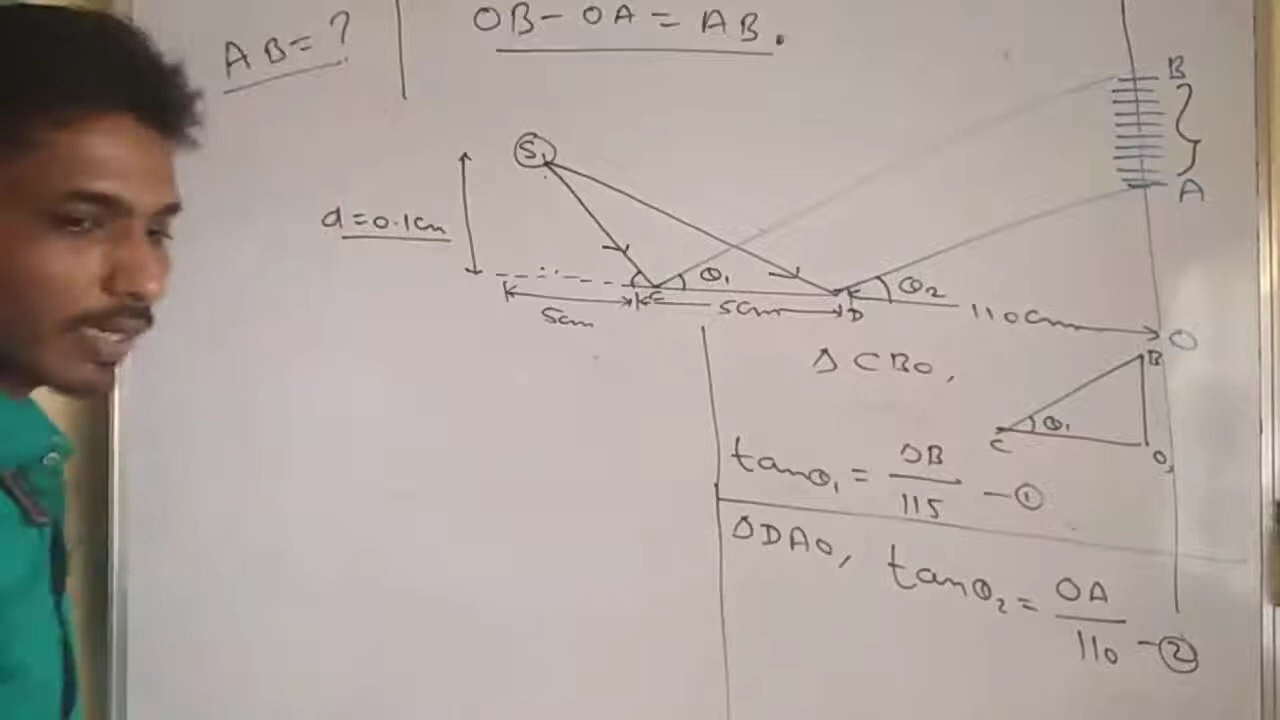 AB = ?
OB - OA = AB.
B
A
S
d = 0.1cm
θ₁
θ₂
C
D
5cm
5cm
110cm
O
Δ CBO,
B
θ₁
C
O
tanθ₁ = OB/115 - ①
ΔDAO, tanθ₂ = OA/110 - ②